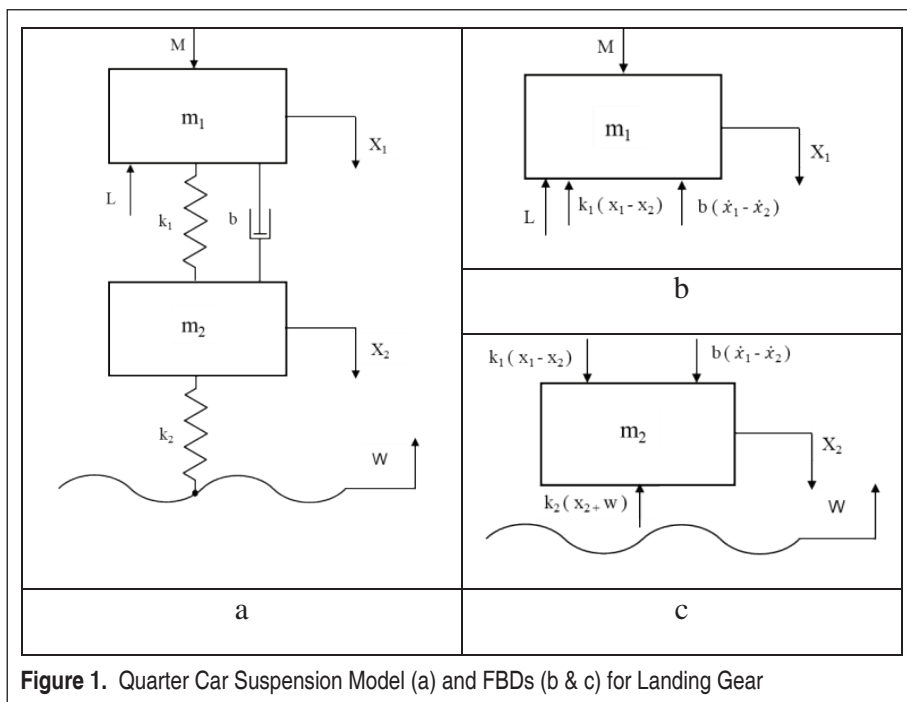 M
m₁
X₁
L
k₁
b
m₂
X₂
k₂
W
a
M
m₁
X₁
L
k₁ ( x₁ - x₂ )
b ( ẋ₁ - ẋ₂ )
b
k₁ ( x₁ - x₂ )
b ( ẋ₁ - ẋ₂ )
m₂
X₂
k₂ ( x₂ + w )
W
c
Figure 1. Quarter Car Suspension Model (a) and FBDs (b & c) for Landing Gear